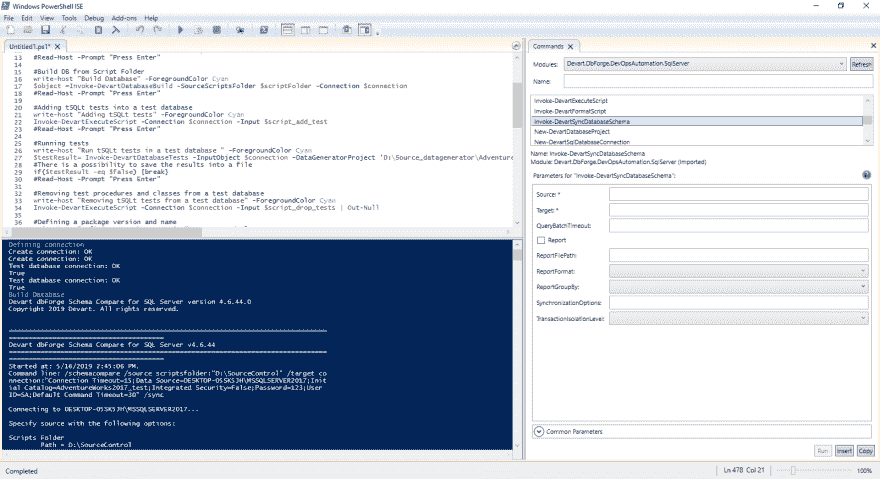 Windows PowerShell ISE
File Edit View Tools Debug Add-ons Help
Untitled1.ps1*
13 #Read-Host -Prompt "Press Enter"
14
15 #Build DB from Script Folder
16 write-host "Build Database" -ForegroundColor Cyan
17 $object =Invoke-DevartDatabaseBuild -SourceScriptsFolder $scriptFolder -Connection $connection
18 #Read-Host -Prompt "Press Enter"
19
20 #Adding tSQLt tests into a test database
21 write-host "Adding tSQLt tests" -ForegroundColor Cyan
22 Invoke-DevartExecuteScript -Connection $connection -Input $script_add_test
23 #Read-Host -Prompt "Press Enter"
24
25 #Running tests
26 write-host "Run tSQLt tests in a test database " -ForegroundColor Cyan
27 $testResult= Invoke-DevartDatabaseTests -InputObject $connection -DataGeneratorProject 'D:\Source_datagenerator\Adventure
28 #There is a possibility to save the results into a file
29 if($testResult -eq $false) {break}
30 #Read-Host -Prompt "Press Enter"
31
32 #Removing test procedures and classes from a test database
33 write-host "Removing tSQLt tests from a test database" -ForegroundColor Cyan
34 Invoke-DevartExecuteScript -Connection $connection -Input $script_drop_tests | Out-Null
35
36 #Defining a package version and name
Defining connection
Create connection: OK
Create connection: OK
Test database connection: OK
True
Test database connection: OK
True
Build Database
Devart dbForge Schema Compare for SQL Server version 4.6.44.0
Copyright 2019 Devart. All rights reserved.
Devart dbForge Schema Compare for SQL Server v4.6.44
Started at: 5/14/2019 2:45:06 PM.
Command line: /schemacompare /source scriptsfolder:"D:\SourceControl" /target co
nnection:"Connection Timeout=15;Data Source=DESKTOP-O5SK5JH\MSSQLSERVER2017;Init
ial Catalog=AdventureWorks2017_test;Integrated Security=False;Password=123;User
ID=SA;Default Command Timeout=30" /sync
Connecting to DESKTOP-O5SK5JH\MSSQLSERVER2017...
Specify source with the following options:
Scripts Folder
Path = D:\SourceControl
Commands
Modules: Devart.DbForge.DevOpsAutomation.SqlServer Refresh
Name:
Invoke-DevartExecuteScript
Invoke-DevartFormatScript
Invoke-DevartSyncDatabaseSchema
New-DevartDatabaseProject
New-DevartSqlDatabaseConnection
Name: Invoke-DevartSyncDatabaseSchema
Module: Devart.DbForge.DevOpsAutomation.SqlServer (Imported)
Parameters for "Invoke-DevartSyncDatabaseSchema":
Source: *
Target: *
QueryBatchTimeout:
Report
ReportFilePath:
ReportFormat:
ReportGroupBy:
SynchronizationOptions:
TransactionIsolationLevel:
Common Parameters
Run Insert Copy
Completed Ln 478 Col 21 100%